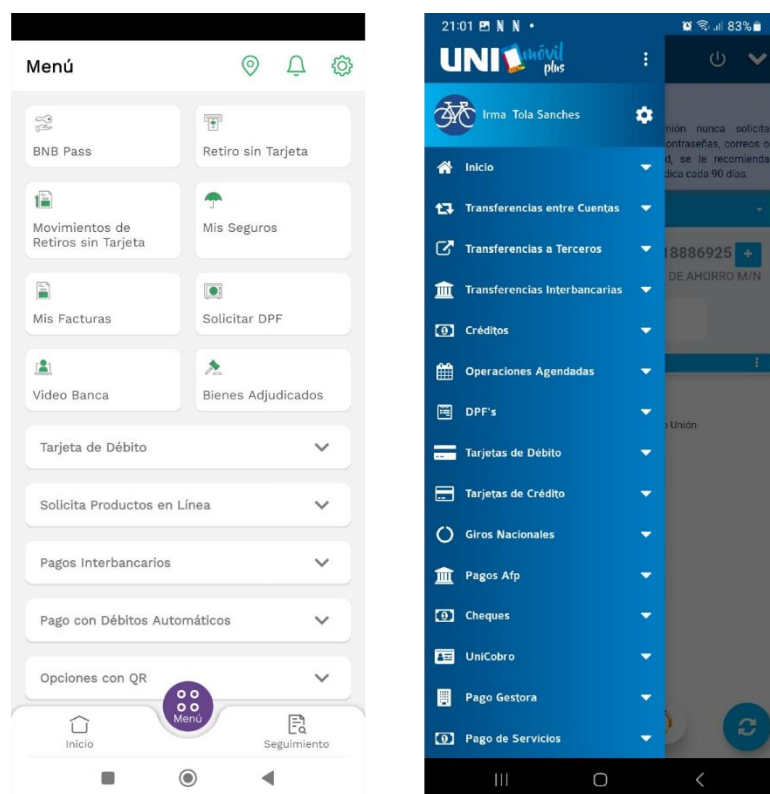 Menú
BNB Pass
Retiro sin Tarjeta
Movimientos de
Retiros sin Tarjeta
Mis Seguros
Mis Facturas
Solicitar DPF
Video Banca
Bienes Adjudicados
Tarjeta de Débito
Solicita Productos en Línea
Pagos Interbancarios
Pago con Débitos Automáticos
Opciones con QR
Menú
Inicio
Seguimiento
21:01 N N • 83%
UNI móvil
plus
Irma Tola Sanches
Inicio
Transferencias entre Cuentas
Transferencias a Terceros
Transferencias Interbancarias
Créditos
Operaciones Agendadas
DPF's
Tarjetas de Débito
Tarjetas de Crédito
Giros Nacionales
Pagos Afp
Cheques
UniCobro
Pago Gestora
Pago de Servicios
nión nunca solicita
ontraseñas, correos o
d, se le recomienda
dica cada 90 días.
18886925 +
DE AHORRO M/N
o Unión